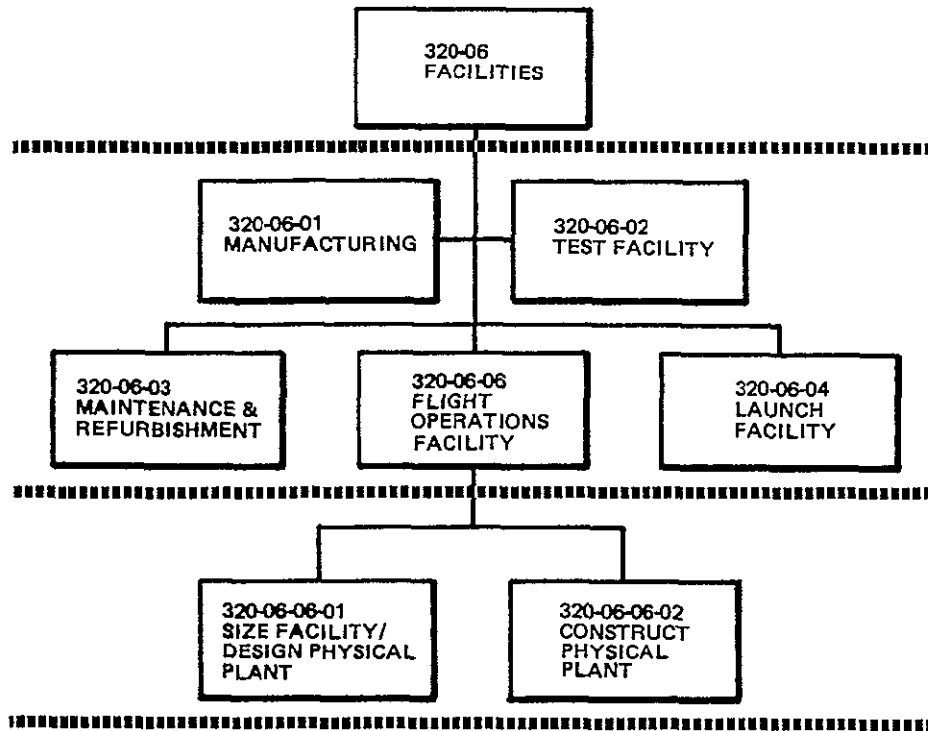 320-06
FACILITIES
320-06-01
MANUFACTURING
320-06-02
TEST FACILITY
320-06-03
MAINTENANCE &
REFURBISHMENT
320-06-06
FLIGHT
OPERATIONS
FACILITY
320-06-04
LAUNCH
FACILITY
320-06-06-01
SIZE FACILITY/
DESIGN PHYSICAL
PLANT
320-06-06-02
CONSTRUCT
PHYSICAL
PLANT